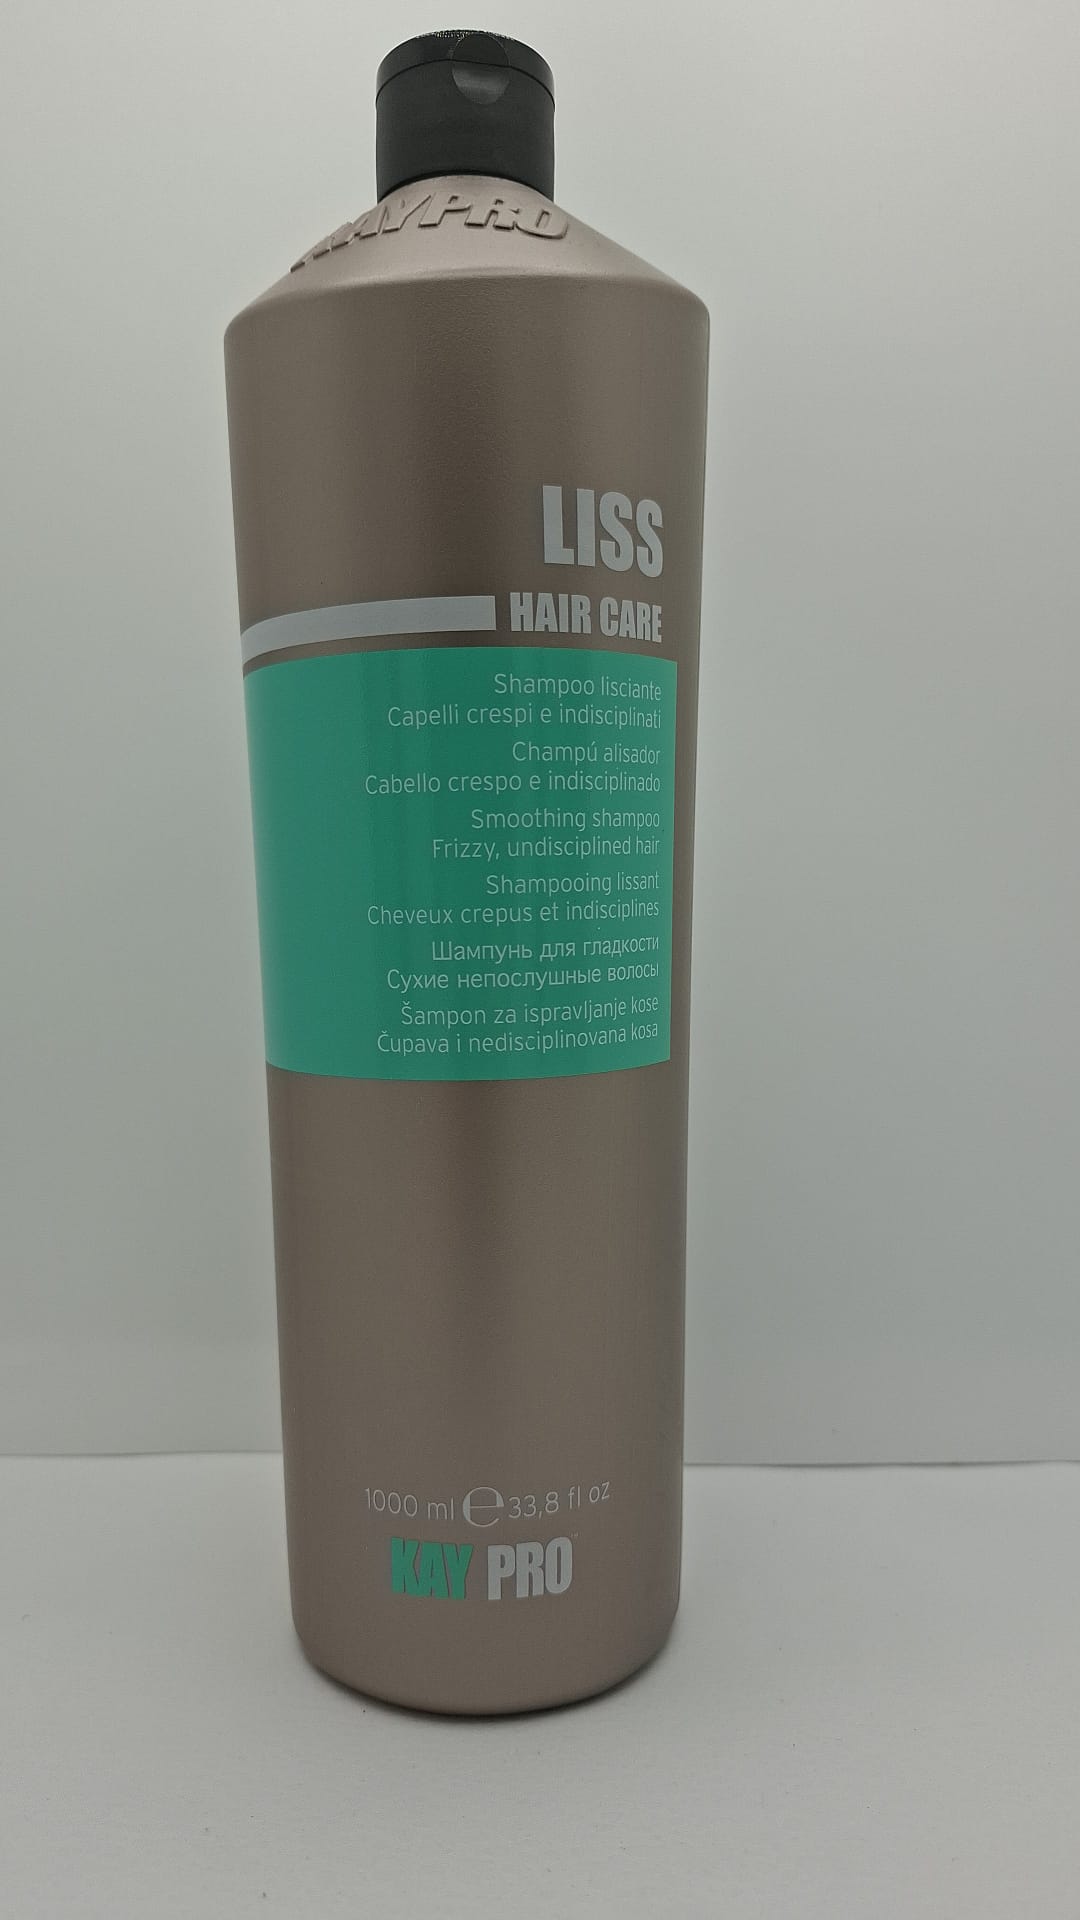 KAYPRO
LISS
HAIR CARE
Shampoo lisciante
Capelli crespi e indisciplinati
Champú alisador
Cabello crespo e indisciplinado
Smoothing shampoo
Frizzy, undisciplined hair
Shampooing lissant
Cheveux crepus et indisciplines
Шампунь для гладкости
Сухие непослушные волосы
Šampon za ispravljanje kose
Čupava i nedisciplinovana kosa
1000 ml e 33,8 fl oz
KAY PRO™